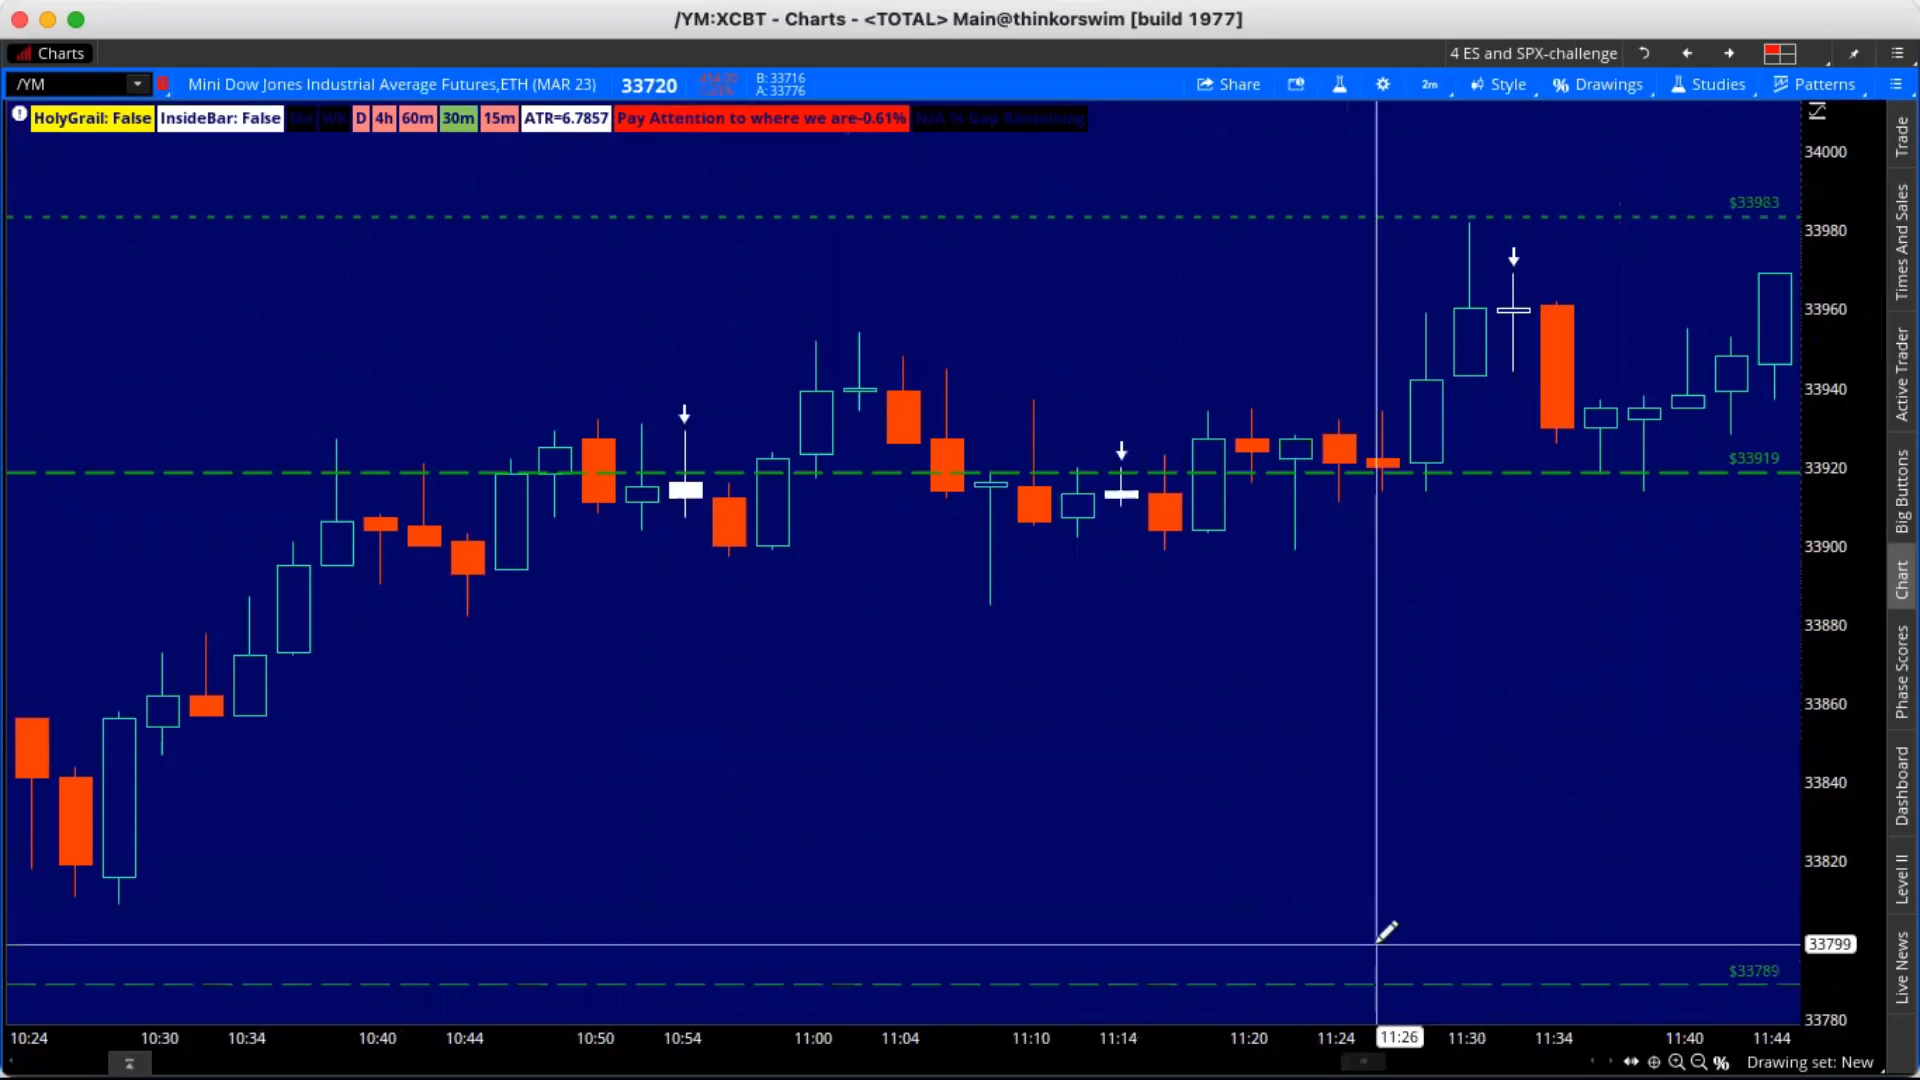 /YM:XCBT - Charts - <TOTAL> Main@thinkorswim [build 1977]
Charts
4 ES and SPX-challenge
/YM
Mini Dow Jones Industrial Average Futures,ETH (MAR 23)
33720
B: 33716
A: 33776
Share
2m
Style
Drawings
Studies
Patterns
HolyGrail: False
InsideBar: False
Mo
Wk
D
4h
60m
30m
15m
ATR=6.7857
Pay Attention to where we are-0.61%
N/A % Gap Remaining
34000
$33983
33980
33960
33940
33920
$33919
33900
33880
33860
33840
33820
33799
$33789
33780
10:24
10:30
10:34
10:40
10:44
10:50
10:54
11:00
11:04
11:10
11:14
11:20
11:24
11:26
11:30
11:34
11:40
11:44
Drawing set: New
Trade
Times And Sales
Active Trader
Big Buttons
Chart
Phase Scores
Dashboard
Level II
Live News